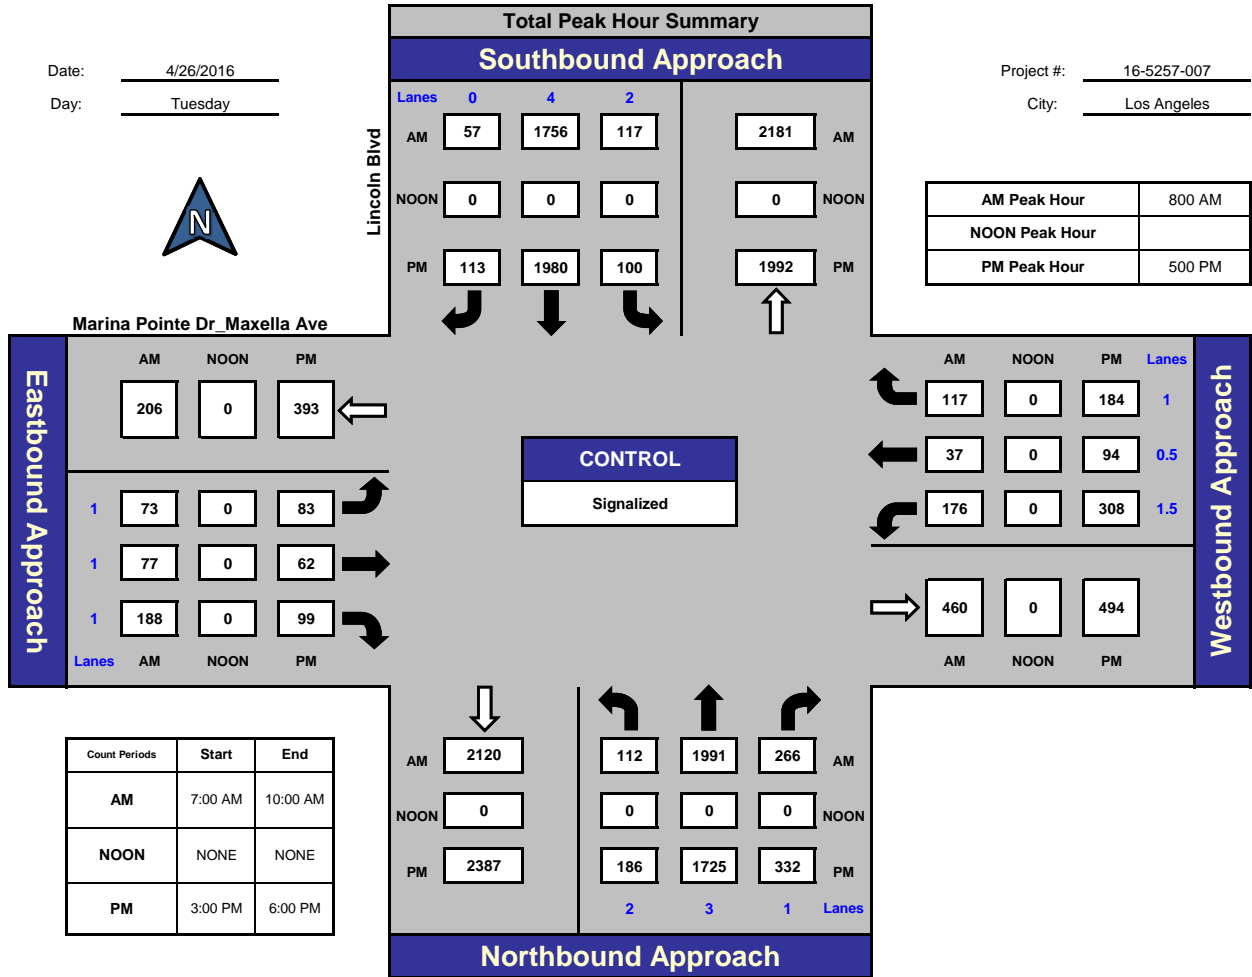 Total Peak Hour Summary
Southbound Approach
Date: 4/26/2016
Day: Tuesday
Project #: 16-5257-007
City: Los Angeles
N
Lincoln Blvd
Lanes 0 4 2
AM 57 1756 117 2181 AM
NOON 0 0 0 0 NOON
PM 113 1980 100 1992 PM
AM Peak Hour 800 AM
NOON Peak Hour
PM Peak Hour 500 PM
Marina Pointe Dr_Maxella Ave
Eastbound Approach
AM NOON PM
206 0 393
1 73 0 83
1 77 0 62
1 188 0 99
Lanes AM NOON PM
CONTROL
Signalized
AM NOON PM Lanes
117 0 184 1
37 0 94 0.5
176 0 308 1.5
460 0 494
AM NOON PM
Westbound Approach
Count Periods Start End
AM 7:00 AM 10:00 AM
NOON NONE NONE
PM 3:00 PM 6:00 PM
AM 2120 112 1991 266 AM
NOON 0 0 0 0 NOON
PM 2387 186 1725 332 PM
2 3 1 Lanes
Northbound Approach